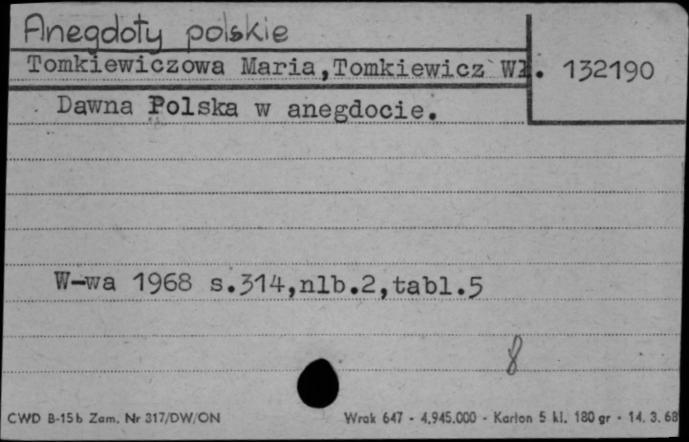 Anegdoty polskie
Tomkiewiczowa Maria,Tomkiewicz Wł. 132190
Dawna Polska w anegdocie.
W-wa 1968 s.314,nlb.2,tabl.5
8
CWD B-15b Zam. Nr 317/DW/ON Wrak 647 - 4.945.000 - Karton 5 kl. 180 gr - 14. 3. 68